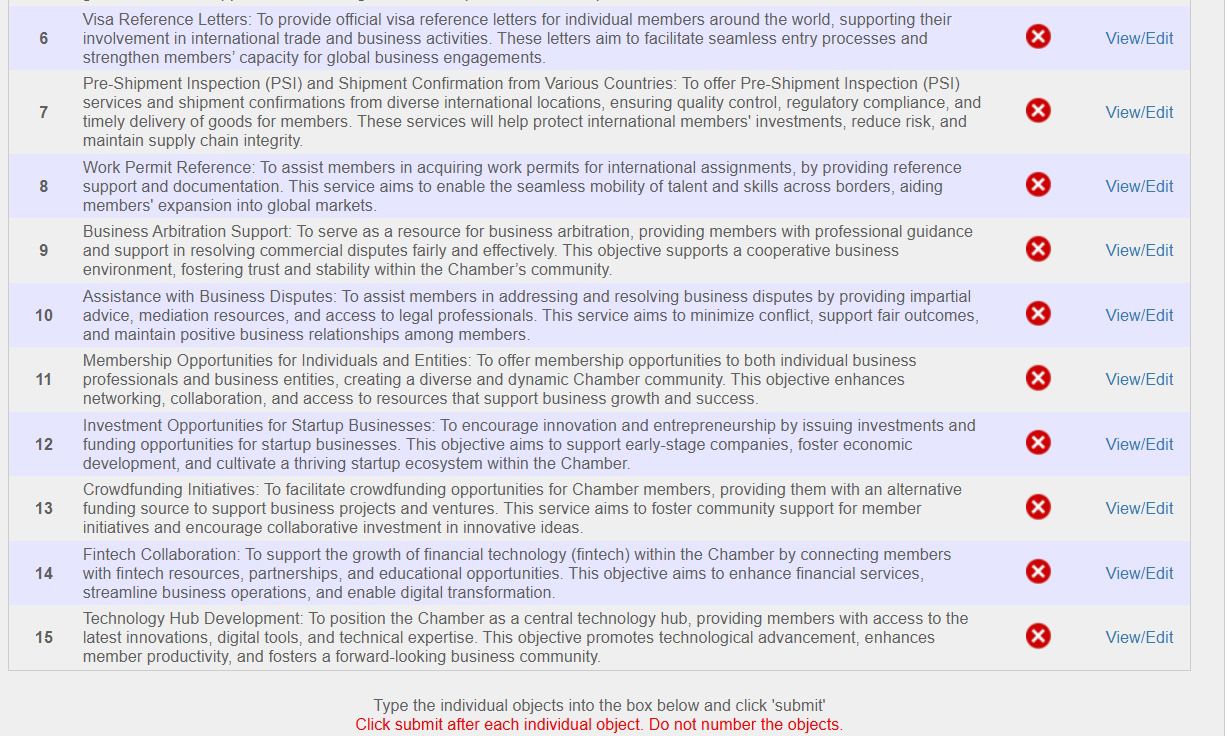 6
Visa Reference Letters: To provide official visa reference letters for individual members around the world, supporting their
involvement in international trade and business activities. These letters aim to facilitate seamless entry processes and
strengthen members’ capacity for global business engagements.
View/Edit
7
Pre-Shipment Inspection (PSI) and Shipment Confirmation from Various Countries: To offer Pre-Shipment Inspection (PSI)
services and shipment confirmations from diverse international locations, ensuring quality control, regulatory compliance, and
timely delivery of goods for members. These services will help protect international members' investments, reduce risk, and
maintain supply chain integrity.
View/Edit
8
Work Permit Reference: To assist members in acquiring work permits for international assignments, by providing reference
support and documentation. This service aims to enable the seamless mobility of talent and skills across borders, aiding
members' expansion into global markets.
View/Edit
9
Business Arbitration Support: To serve as a resource for business arbitration, providing members with professional guidance
and support in resolving commercial disputes fairly and effectively. This objective supports a cooperative business
environment, fostering trust and stability within the Chamber’s community.
View/Edit
10
Assistance with Business Disputes: To assist members in addressing and resolving business disputes by providing impartial
advice, mediation resources, and access to legal professionals. This service aims to minimize conflict, support fair outcomes,
and maintain positive business relationships among members.
View/Edit
11
Membership Opportunities for Individuals and Entities: To offer membership opportunities to both individual business
professionals and business entities, creating a diverse and dynamic Chamber community. This objective enhances
networking, collaboration, and access to resources that support business growth and success.
View/Edit
12
Investment Opportunities for Startup Businesses: To encourage innovation and entrepreneurship by issuing investments and
funding opportunities for startup businesses. This objective aims to support early-stage companies, foster economic
development, and cultivate a thriving startup ecosystem within the Chamber.
View/Edit
13
Crowdfunding Initiatives: To facilitate crowdfunding opportunities for Chamber members, providing them with an alternative
funding source to support business projects and ventures. This service aims to foster community support for member
initiatives and encourage collaborative investment in innovative ideas.
View/Edit
14
Fintech Collaboration: To support the growth of financial technology (fintech) within the Chamber by connecting members
with fintech resources, partnerships, and educational opportunities. This objective aims to enhance financial services,
streamline business operations, and enable digital transformation.
View/Edit
15
Technology Hub Development: To position the Chamber as a central technology hub, providing members with access to the
latest innovations, digital tools, and technical expertise. This objective promotes technological advancement, enhances
member productivity, and fosters a forward-looking business community.
View/Edit
Type the individual objects into the box below and click 'submit'
Click submit after each individual object. Do not number the objects.